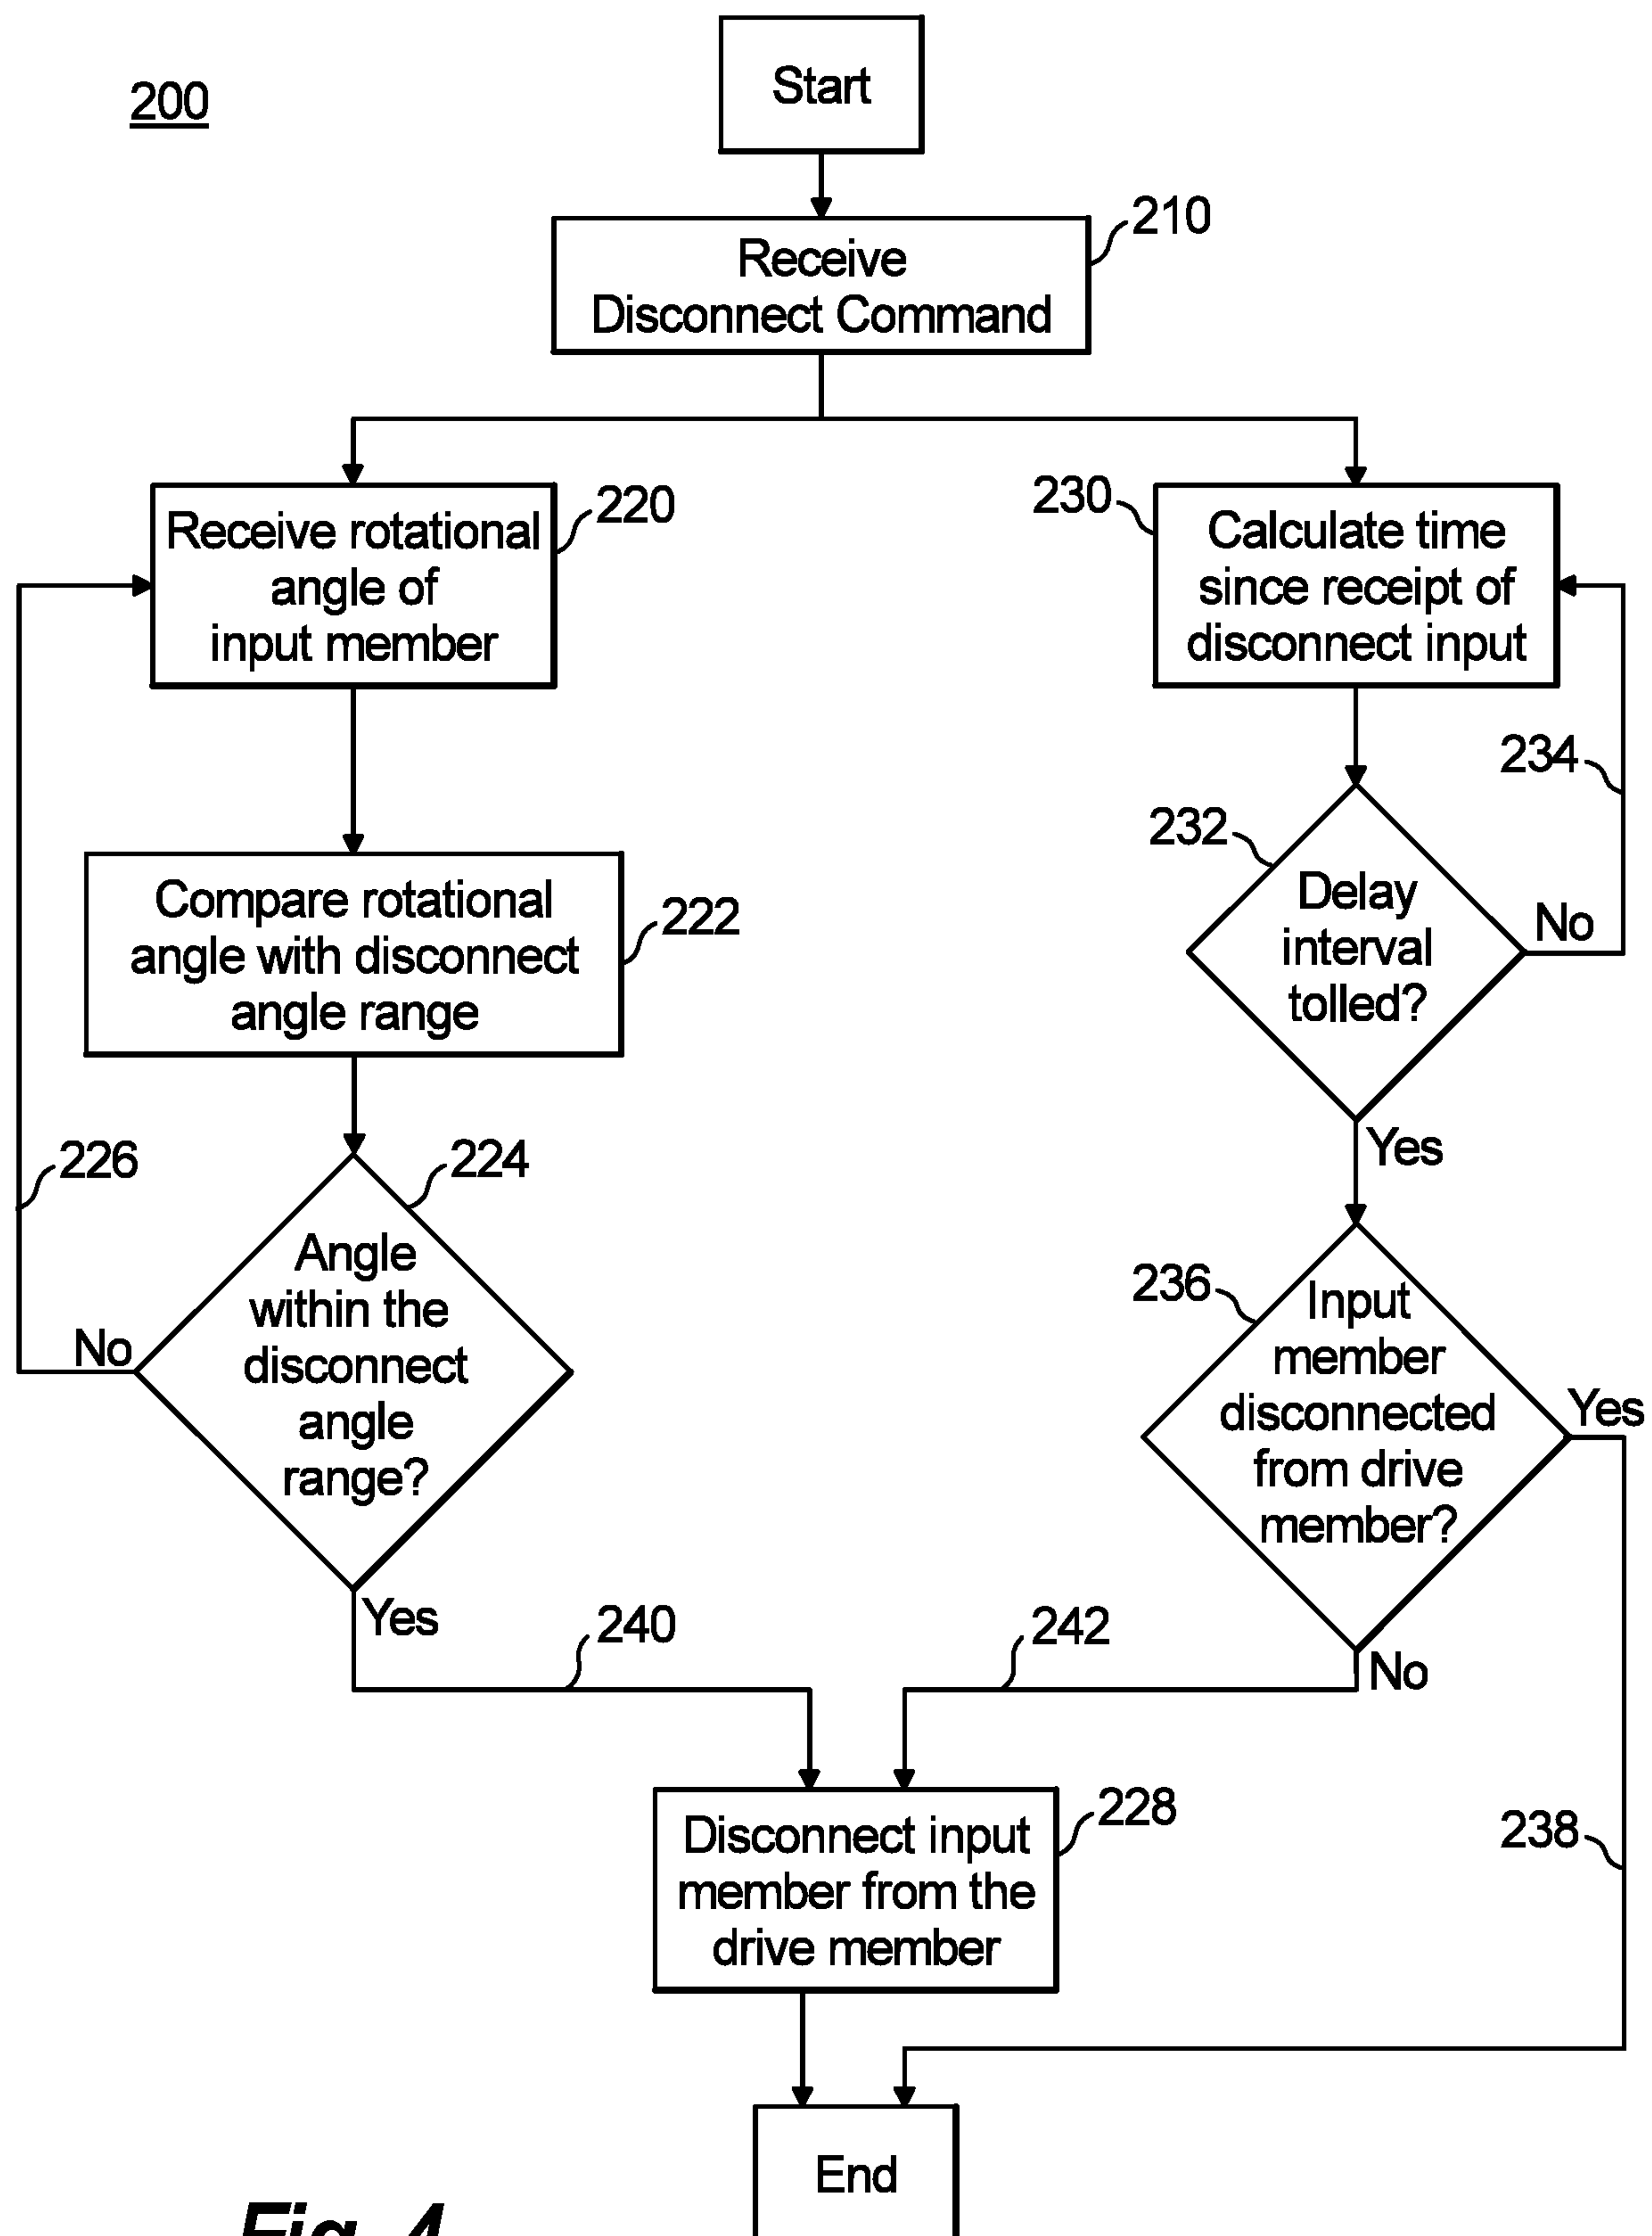 200
Start
210
Receive
Disconnect Command
220
Receive rotational
angle of
input member
230
Calculate time
since receipt of
disconnect input
234
232
Delay
interval
tolled?
No
Yes
222
Compare rotational
angle with disconnect
angle range
226
224
Angle
within the
disconnect
angle
range?
No
Yes
236
Input
member
disconnected
from drive
member?
Yes
No
240
242
228
Disconnect input
member from the
drive member
238
End
Fig. 4